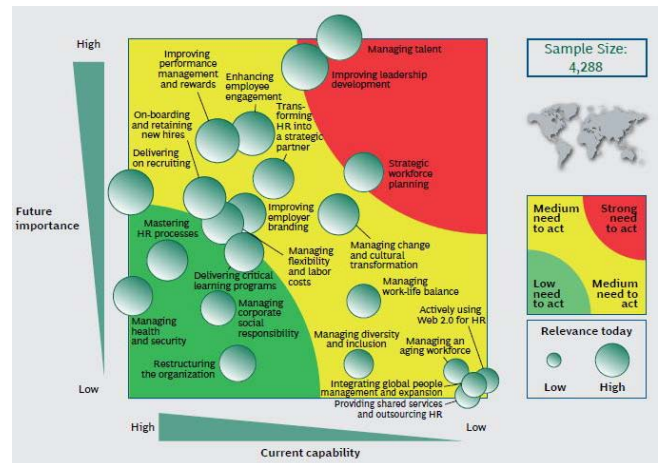 High
Future
importance
Low
Managing talent
Improving leadership
development
Improving
performance
management
and rewards
Enhancing
employee
engagement
Trans-
forming
HR into
a strategic
partner
On-boarding
and retaining
new hires
Delivering
on recruiting
Strategic
workforce
planning
Mastering
HR processes
Improving
employer
branding
Managing
flexibility
and labor
costs
Managing change
and cultural
transformation
Delivering critical
learning programs
Managing
work-life balance
Managing
health
and security
Managing
corporate
social
responsibility
Actively using
Web 2.0 for HR
Managing diversity
and inclusion
Managing an
aging workforce
Restructuring
the organization
Integrating global people
management and expansion
Providing shared services
and outsourcing HR
High
Low
Current capability
Sample Size:
4,288
Medium
need
to act
Strong
need
to act
Low
need
to act
Medium
need to act
Relevance today
Low
High